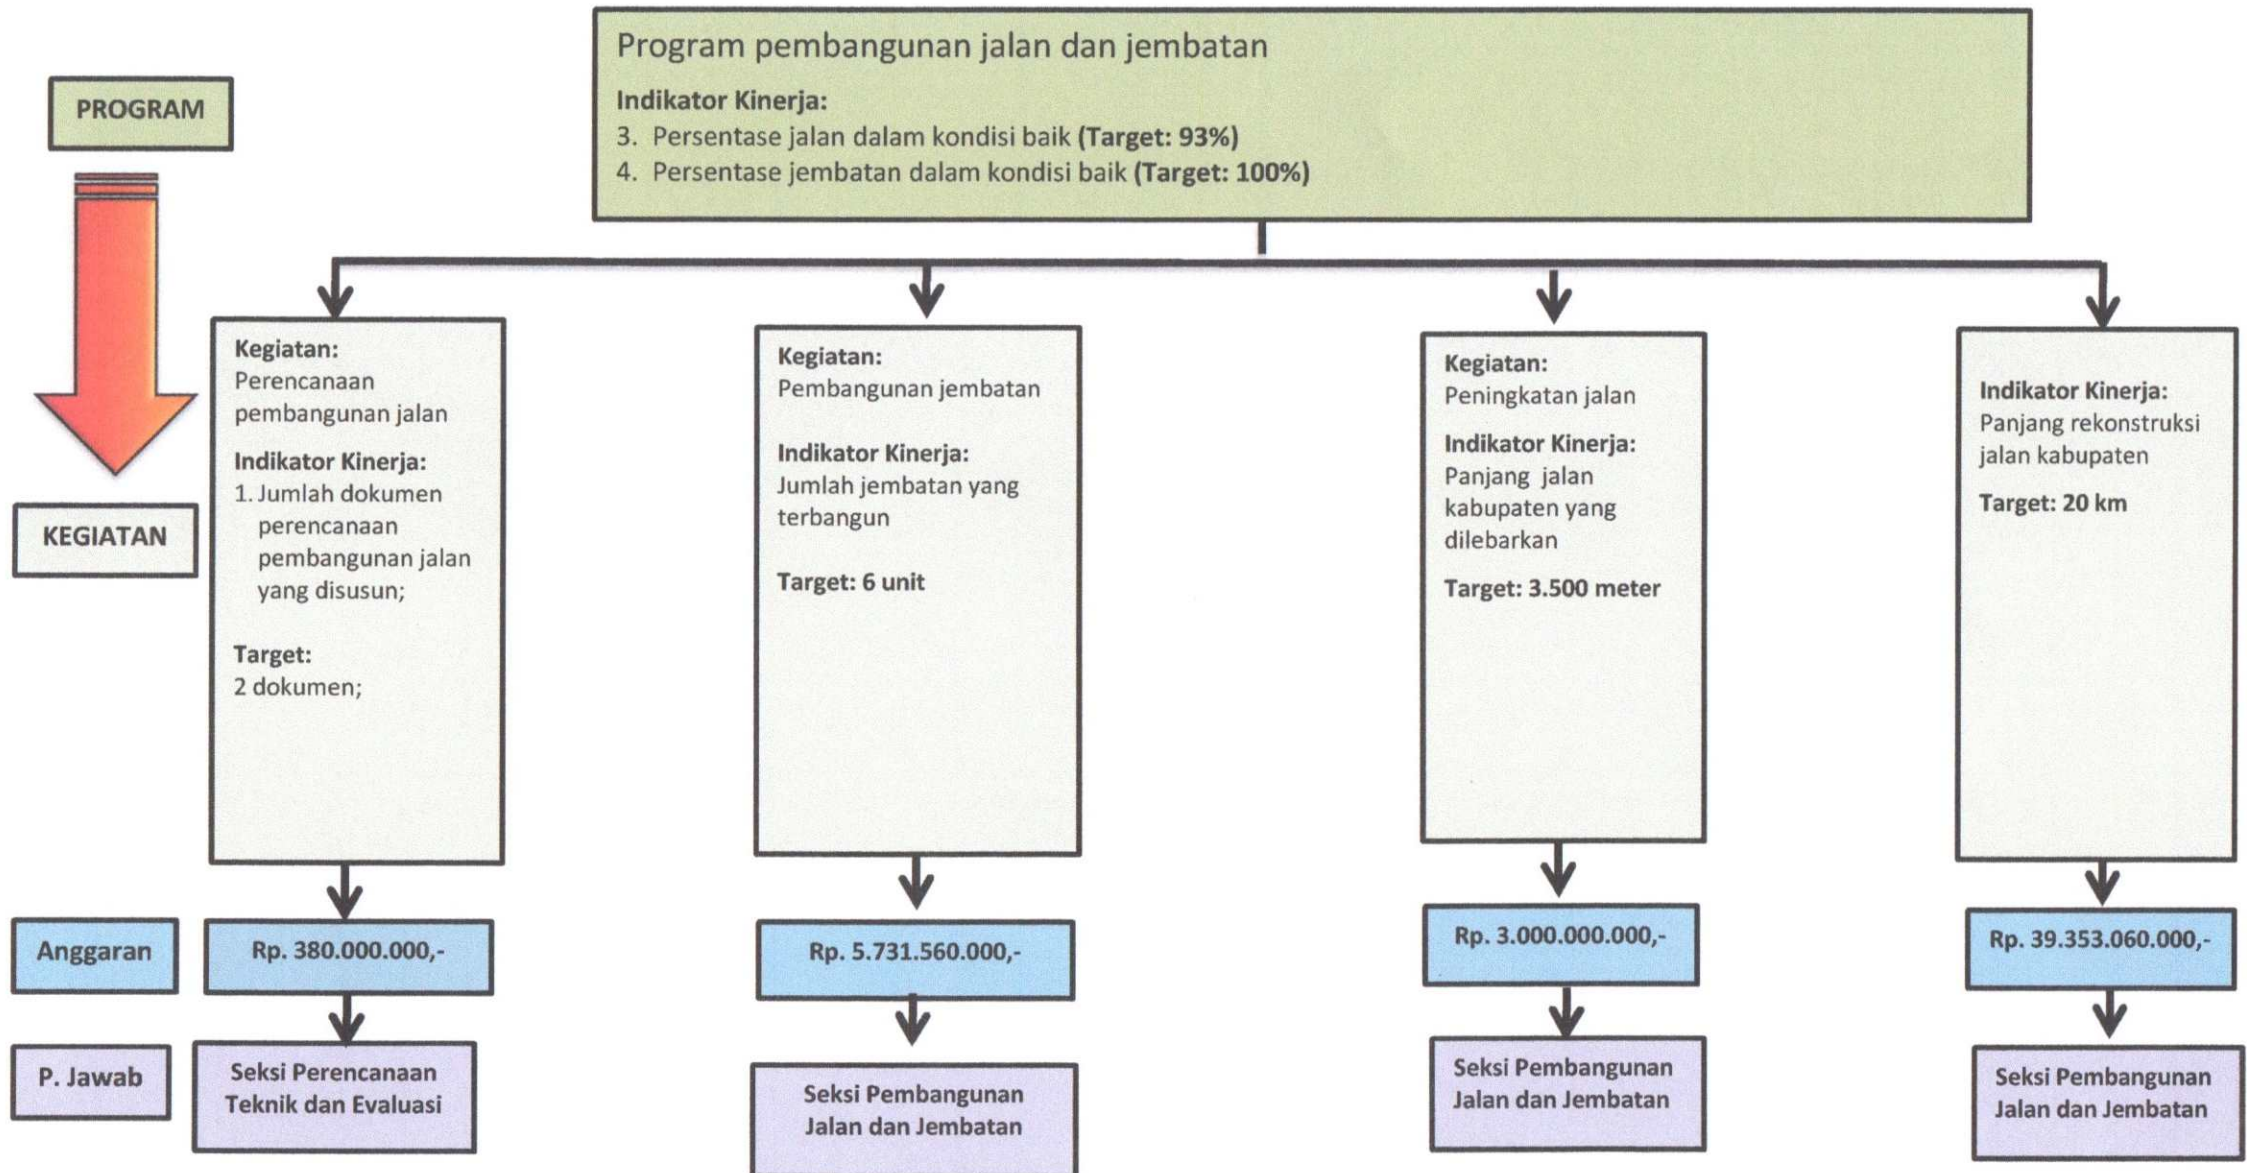 Program pembangunan jalan dan jembatan
Indikator Kinerja:
3. Persentase jalan dalam kondisi baik (Target: 93%)
4. Persentase jembatan dalam kondisi baik (Target: 100%)
PROGRAM
KEGIATAN
Kegiatan:
Perencanaan
pembangunan jalan
Indikator Kinerja:
1. Jumlah dokumen
perencanaan
pembangunan jalan
yang disusun;
Target:
2 dokumen;
Kegiatan:
Pembangunan jembatan
Indikator Kinerja:
Jumlah jembatan yang
terbangun
Target: 6 unit
Kegiatan:
Peningkatan jalan
Indikator Kinerja:
Panjang jalan
kabupaten yang
dilebarkan
Target: 3.500 meter
Indikator Kinerja:
Panjang rekonstruksi
jalan kabupaten
Target: 20 km
Anggaran
Rp. 380.000.000,-
Rp. 5.731.560.000,-
Rp. 3.000.000.000,-
Rp. 39.353.060.000,-
P. Jawab
Seksi Perencanaan
Teknik dan Evaluasi
Seksi Pembangunan
Jalan dan Jembatan
Seksi Pembangunan
Jalan dan Jembatan
Seksi Pembangunan
Jalan dan Jembatan